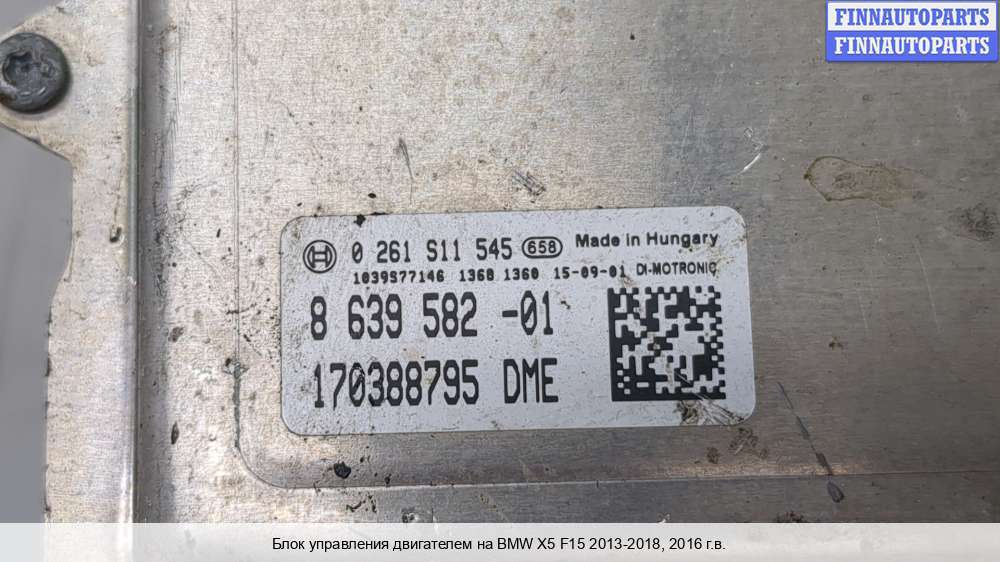 FINNAUTOPARTS
FINNAUTOPARTS
0 261 S11 545 658 Made in Hungary
1039S77146 1360 1360 15-09-01 DI-MOTRONIC
8 639 582 -01
170388795 DME
Блок управления двигателем на BMW X5 F15 2013-2018, 2016 г.в.